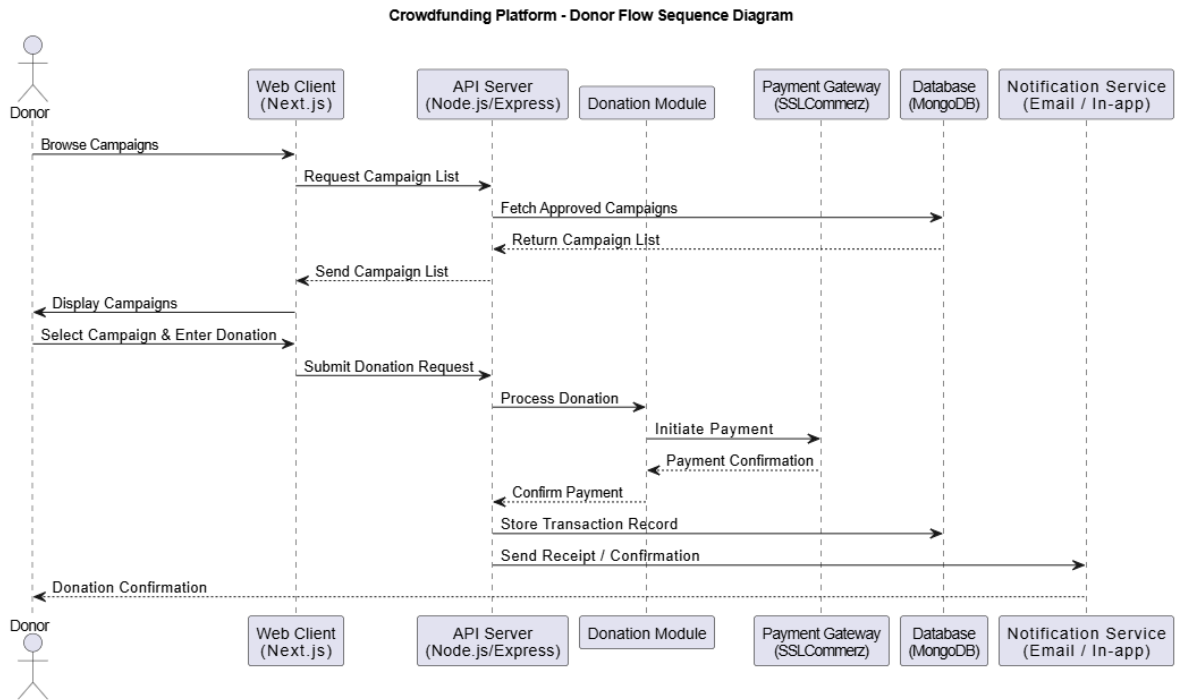 Crowdfunding Platform - Donor Flow Sequence Diagram
Donor
Web Client
(Next.js)
API Server
(Node.js/Express)
Donation Module
Payment Gateway
(SSLCommerz)
Database
(MongoDB)
Notification Service
(Email / In-app)
Browse Campaigns
Request Campaign List
Fetch Approved Campaigns
Return Campaign List
Send Campaign List
Display Campaigns
Select Campaign & Enter Donation
Submit Donation Request
Process Donation
Initiate Payment
Payment Confirmation
Confirm Payment
Store Transaction Record
Send Receipt / Confirmation
Donation Confirmation
Donor
Web Client
(Next.js)
API Server
(Node.js/Express)
Donation Module
Payment Gateway
(SSLCommerz)
Database
(MongoDB)
Notification Service
(Email / In-app)